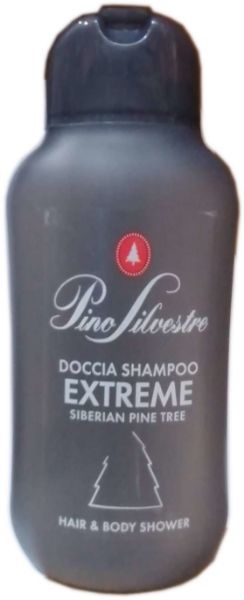 Pino Silvestre
DOCCIA SHAMPOO
EXTREME
SIBERIAN PINE TREE
HAIR & BODY SHOWER